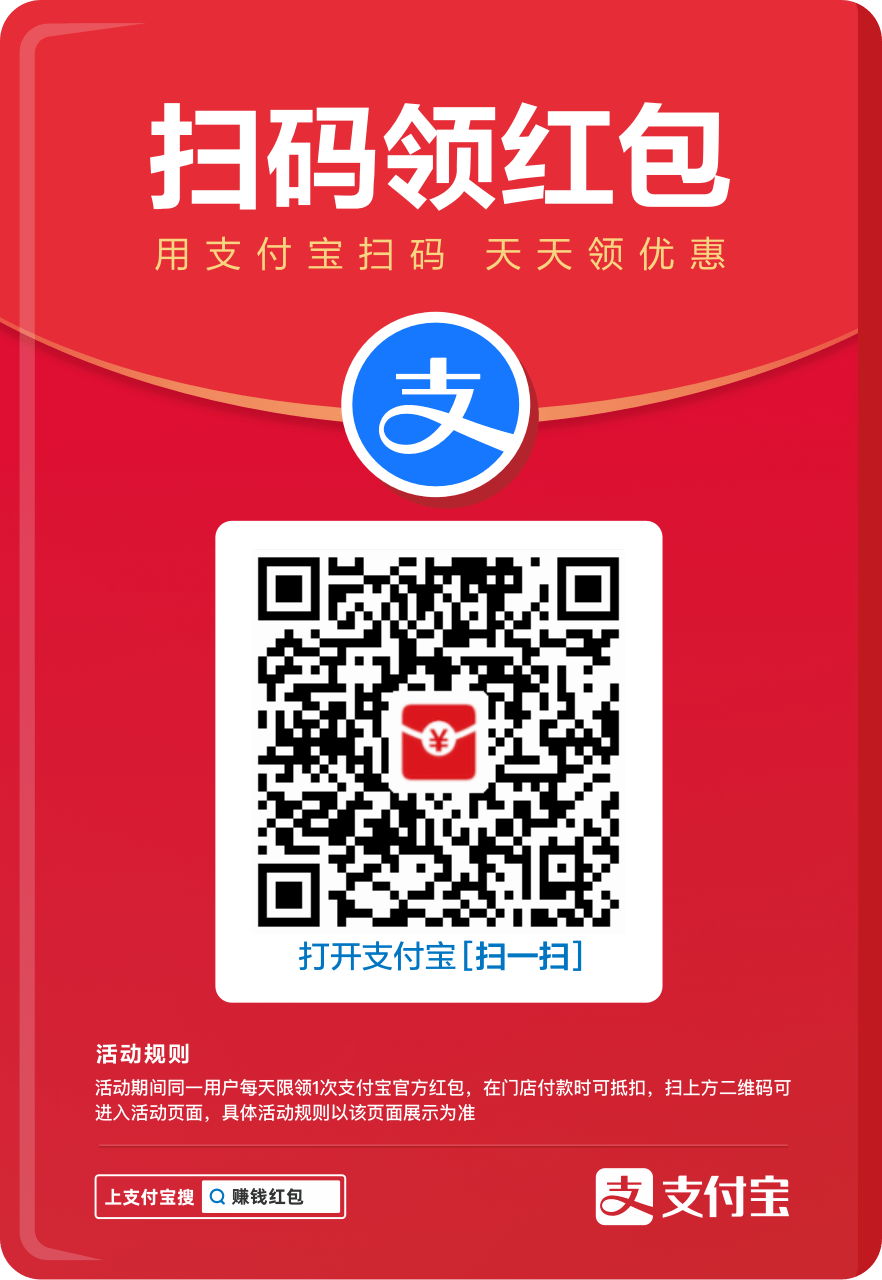 扫码领红包
用支付宝扫码 天天领优惠
支
¥
打开支付宝[扫一扫]
活动规则
活动期间同一用户每天限领1次支付宝官方红包，在门店付款时可抵扣，扫上方二维码可
进入活动页面，具体活动规则以该页面展示为准
上支付宝搜 赚钱红包
支 支付宝